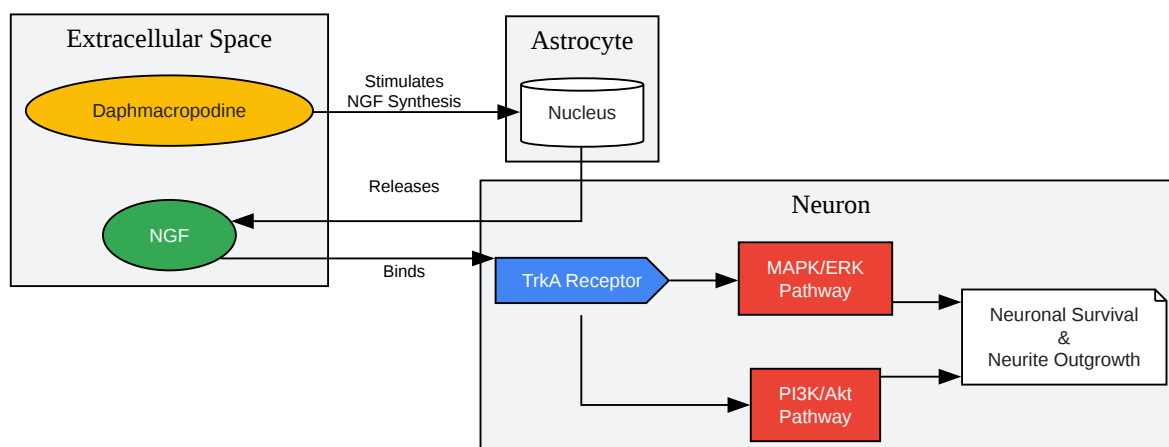 Extracellular Space
Astrocyte
Daphmacropodine
Stimulates
NGF Synthesis
Nucleus
Releases
Neuron
NGF
Binds
TrkA Receptor
MAPK/ERK
Pathway
Neuronal Survival
&
Neurite Outgrowth
PI3K/Akt
Pathway